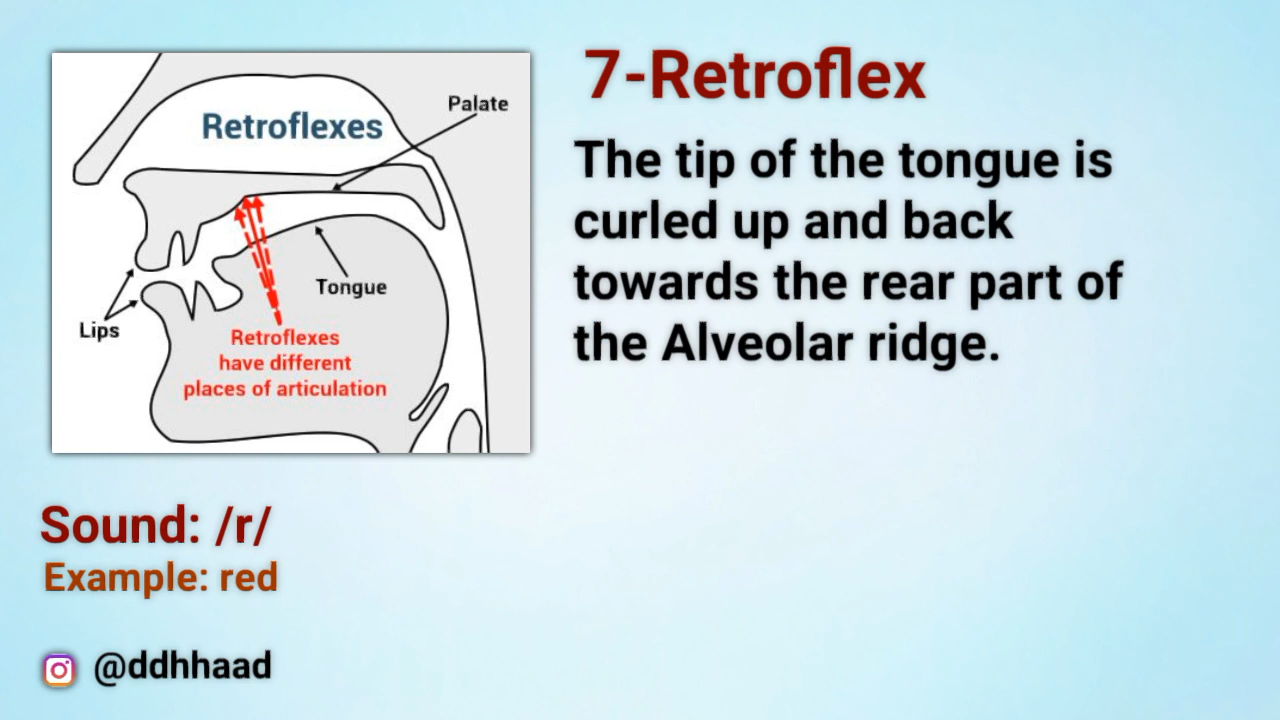 Retroflexes
Palate
Tongue
Lips
Retroflexes
have different
places of articulation
7-Retroflex
The tip of the tongue is
curled up and back
towards the rear part of
the Alveolar ridge.
Sound: /r/
Example: red
@ddhhaad